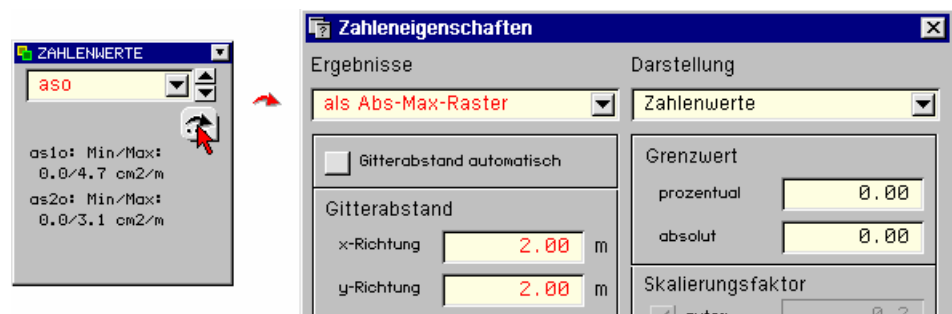 ZAHLENWERTE
aso
as1o: Min/Max:
0.0/4.7 cm2/m
as2o: Min/Max:
0.0/3.1 cm2/m
Zahleneigenschaften
Ergebnisse
als Abs-Max-Raster
Gitterabstand automatisch
Gitterabstand
x-Richtung 2.00 m
y-Richtung 2.00 m
Darstellung
Zahlenwerte
Grenzwert
prozentual 0.00
absolut 0.00
Skalierungsfaktor